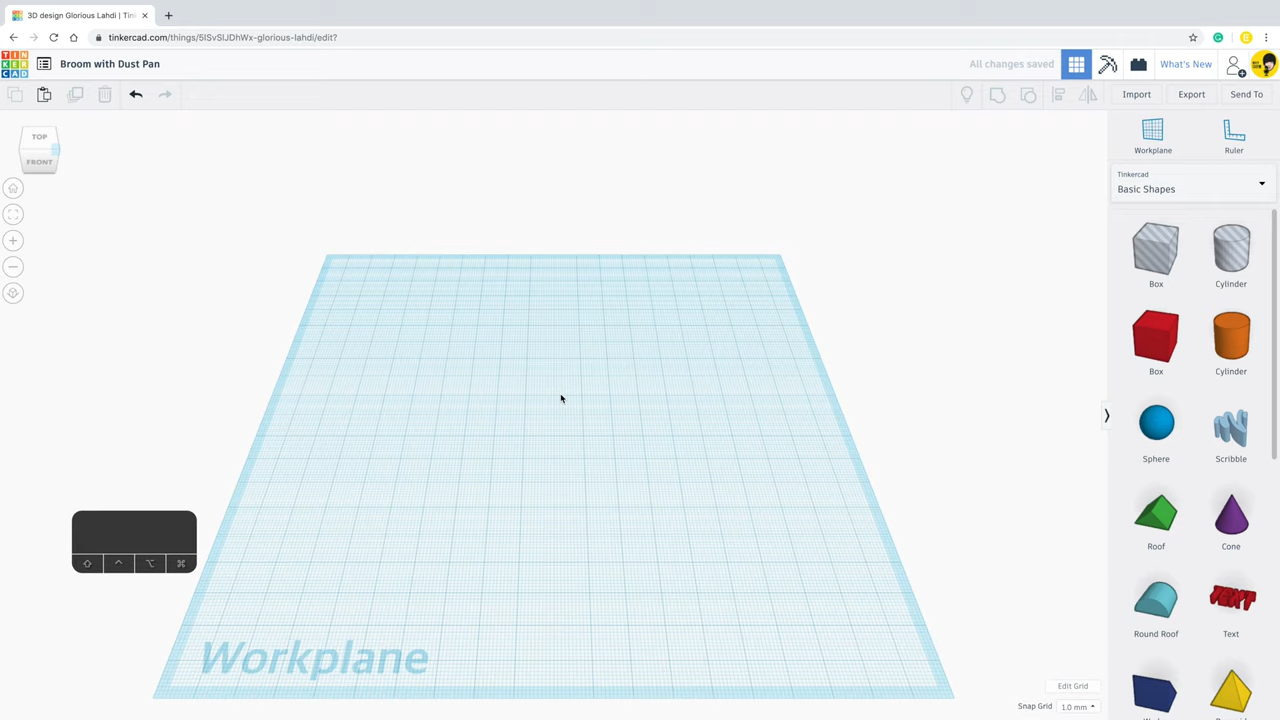 3D design Glorious Lahdi | Tin
tinkercad.com/things/5ISvSIJDhWx-glorious-lahdi/edit?
E
TIN
KER
CAD
Broom with Dust Pan
All changes saved
What's New
Import
Export
Send To
TOP
FRONT
Workplane
Ruler
Tinkercad
Basic Shapes
Box
Cylinder
Box
Cylinder
Sphere
Scribble
Roof
Cone
Round Roof
TEXT
Text
Workplane
Edit Grid
Snap Grid
1.0 mm